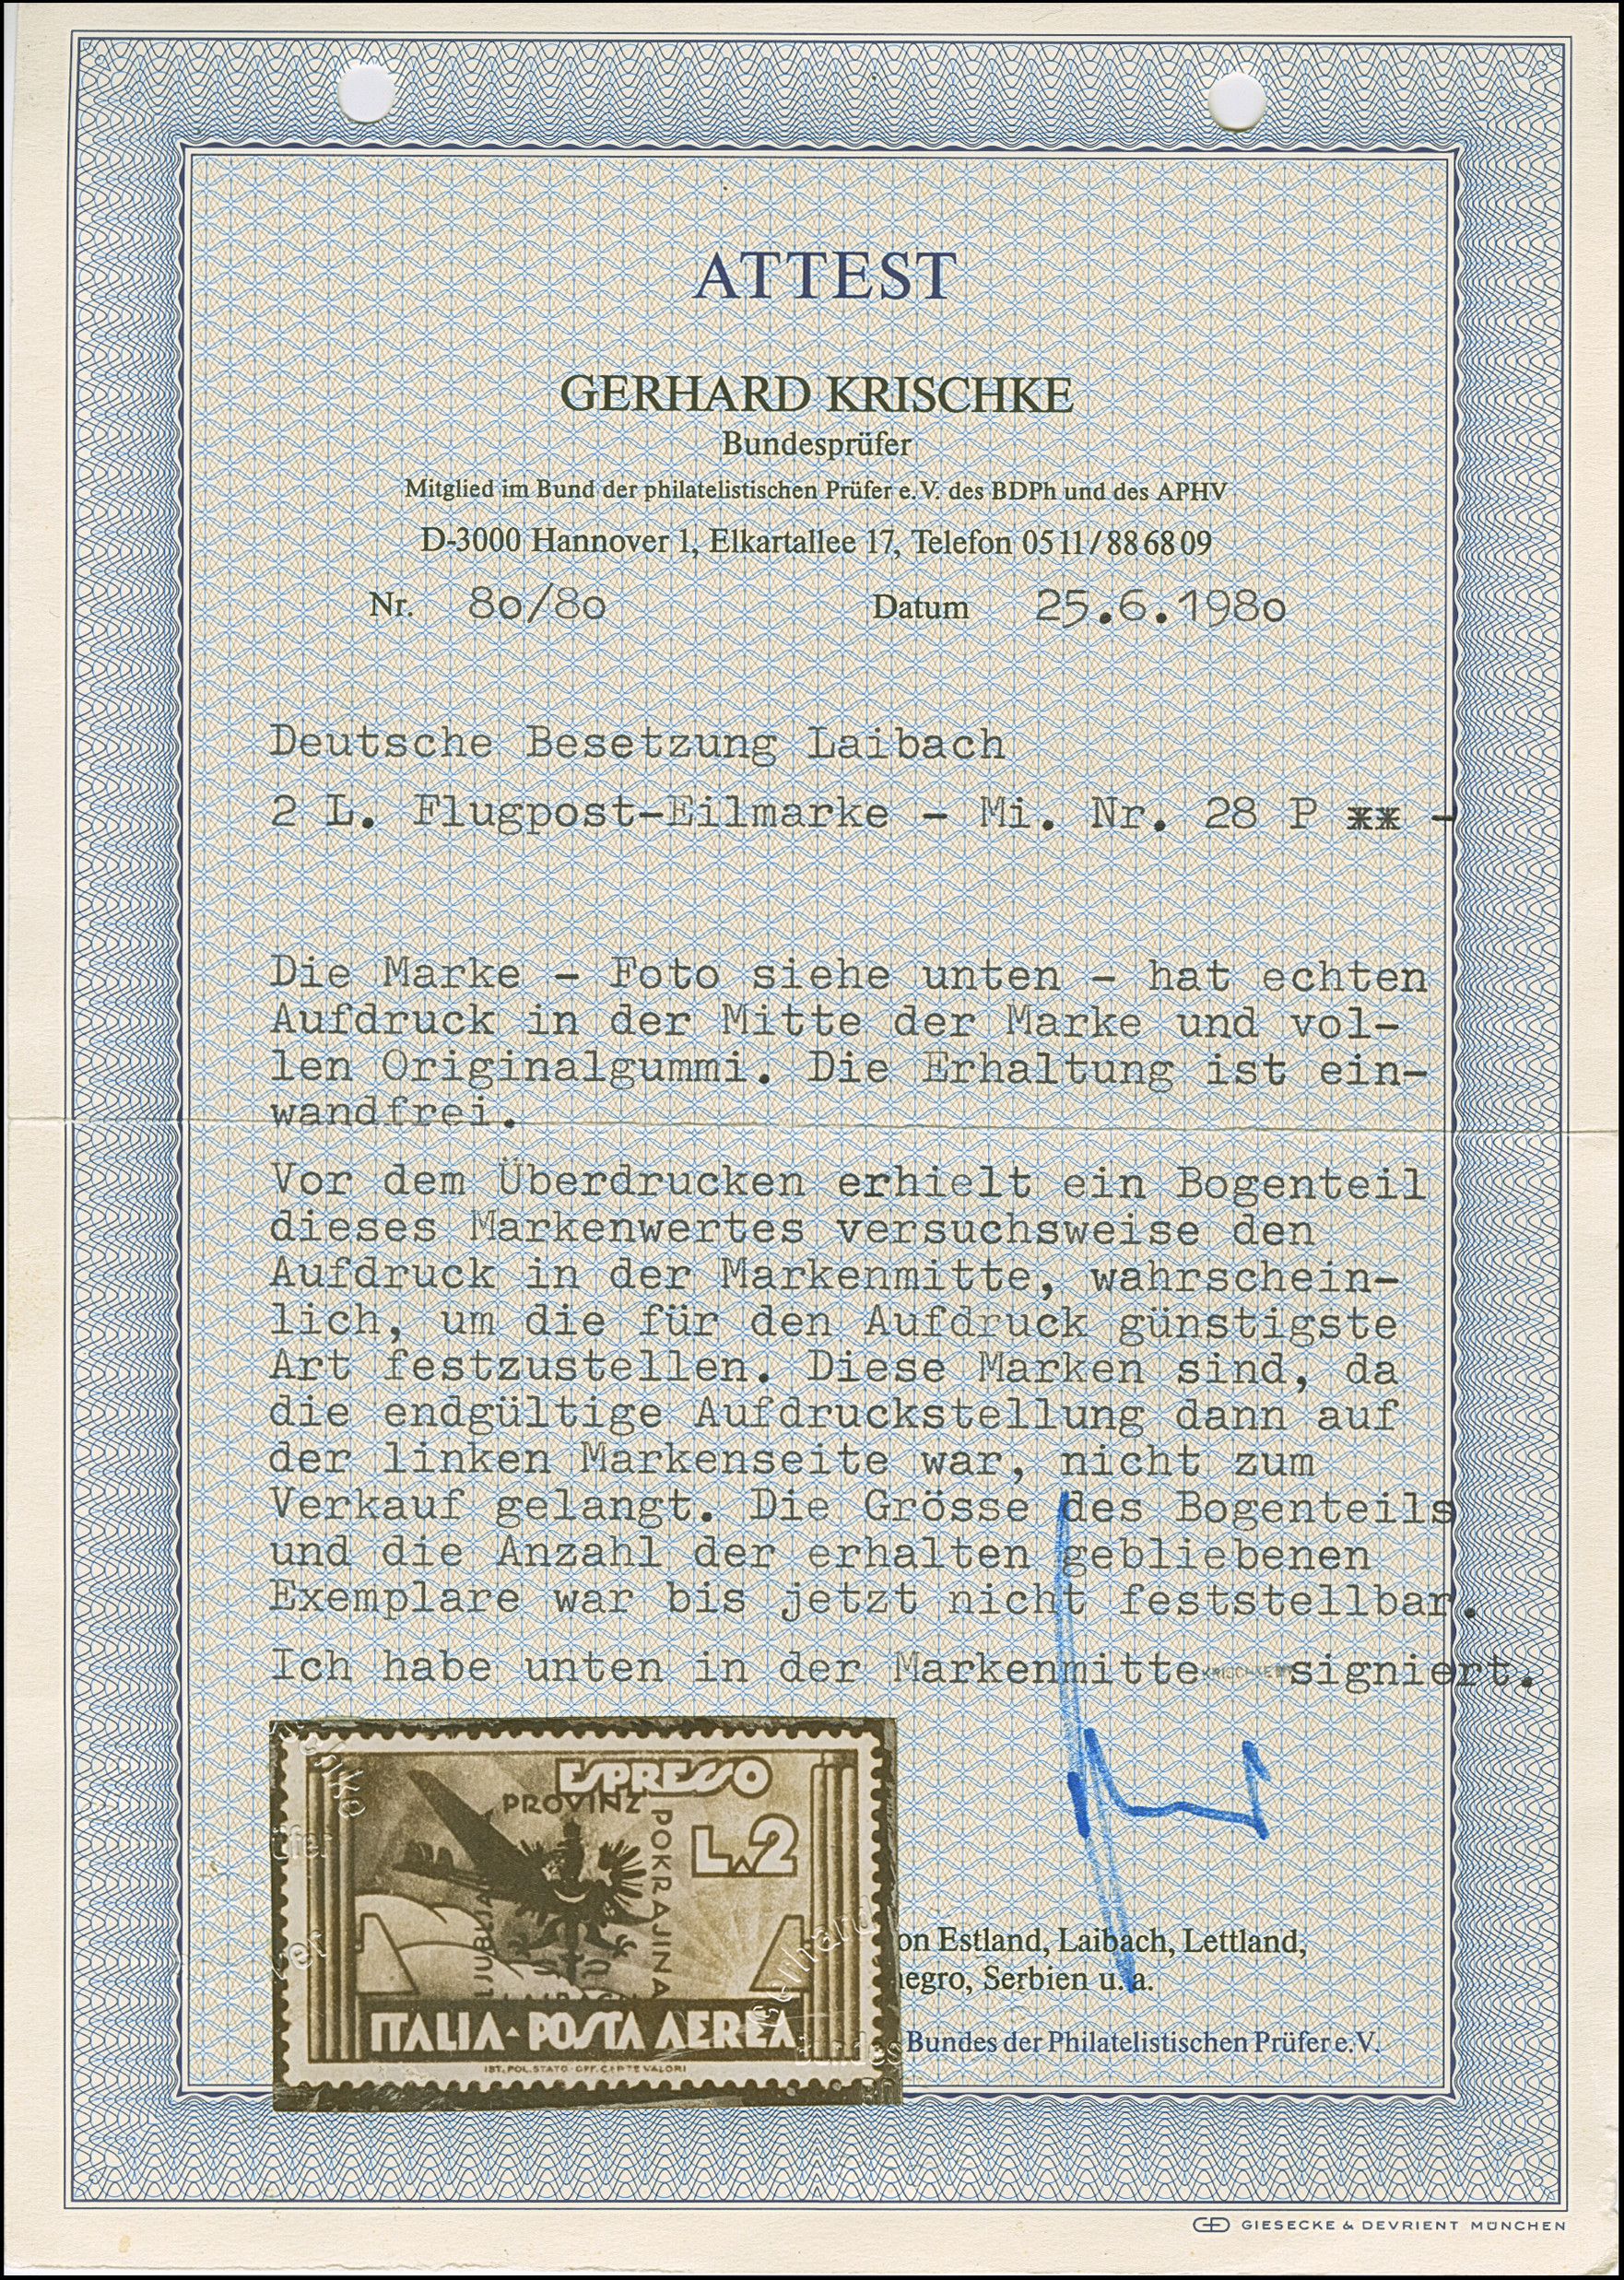 ATTEST
GERHARD KRISCHKE
Bundesprüfer
Mitglied im Bund der philatelistischen Prüfer e.V. des BDPh und des APHV
D-3000 Hannover 1, Elkartallee 17, Telefon 05 11/88 68 09
Nr. 80/80 Datum 25.6.1980
Deutsche Besetzung Laibach
2 L. Flugpost-Eilmarke - Mi. Nr. 28 P ** -
Die Marke - Foto siehe unten - hat echten
Aufdruck in der Mitte der Marke und vol-
len Originalgummi. Die Erhaltung ist ein-
wandfrei.
Vor dem Überdrucken erhielt ein Bogenteil
dieses Markenwertes versuchsweise den
Aufdruck in der Markenmitte, wahrschein-
lich, um die für den Aufdruck günstigste
Art festzustellen. Diese Marken sind, da
die endgültige Aufdruckstellung dann auf
der linken Markenseite war, nicht zum
Verkauf gelangt. Die Grösse des Bogenteils
und die Anzahl der erhalten gebliebenen
Exemplare war bis jetzt nicht feststellbar.
Ich habe unten in der Markenmitte KRISCHKE signiert.
ESPRESSO
PROVINZ
L.2
POKRAJINA
ITALIA-POSTA AEREA
IST. POL. STATO-OFF. CARTE VALORI
Gerhard
Bundes
on Estland, Laibach, Lettland,
negro, Serbien u. a.
Bundes der Philatelistischen Prüfer e.V.
GIESECKE & DEVRIENT MÜNCHEN